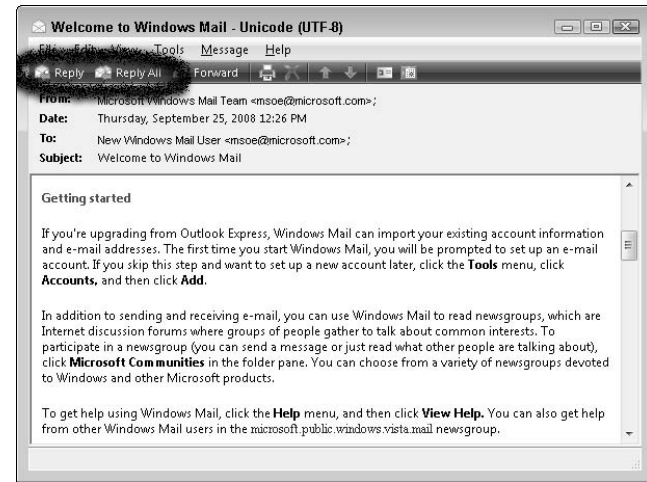 Welcome to Windows Mail - Unicode (UTF-8)
Tools Message Help
Reply Reply All Forward
From: Microsoft Windows Mail Team <msoe@microsoft.com>;
Date: Thursday, September 25, 2008 12:26 PM
To: New Windows Mail User <msoe@microsoft.com>;
Subject: Welcome to Windows Mail
Getting started
If you're upgrading from Outlook Express, Windows Mail can import your existing account information
and e-mail addresses. The first time you start Windows Mail, you will be prompted to set up an e-mail
account. If you skip this step and want to set up a new account later, click the Tools menu, click
Accounts, and then click Add.
In addition to sending and receiving e-mail, you can use Windows Mail to read newsgroups, which are
Internet discussion forums where groups of people gather to talk about common interests. To
participate in a newsgroup (you can send a message or just read what other people are talking about),
click Microsoft Communities in the folder pane. You can choose from a variety of newsgroups devoted
to Windows and other Microsoft products.
To get help using Windows Mail, click the Help menu, and then click View Help. You can also get help
from other Windows Mail users in the microsoft.public.windows.vista.mail newsgroup.